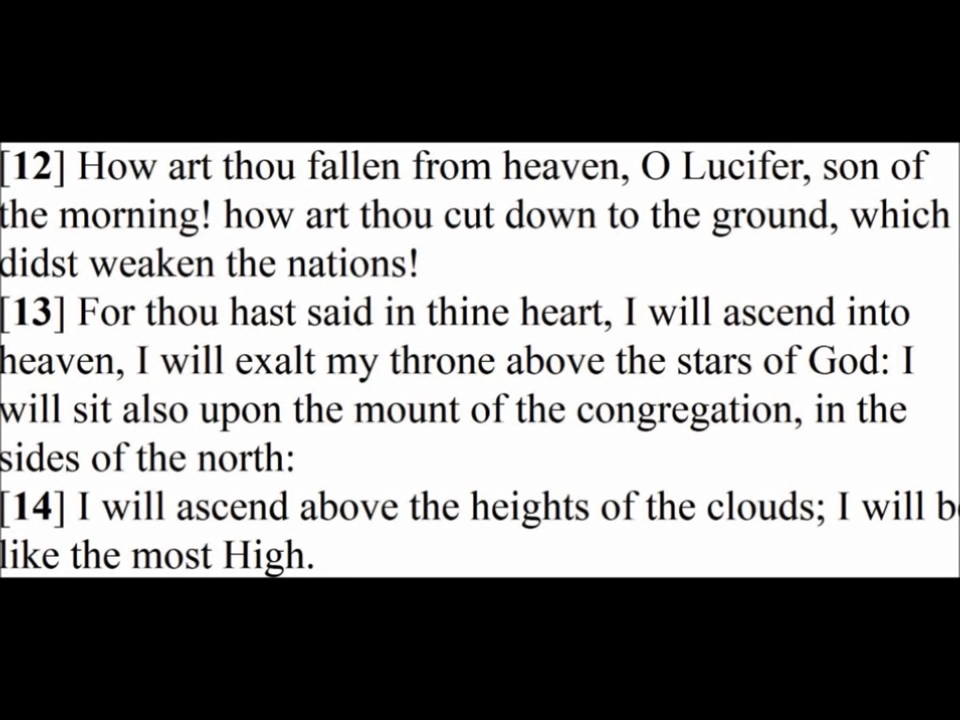 [12] How art thou fallen from heaven, O Lucifer, son of
the morning! how art thou cut down to the ground, which
didst weaken the nations!
[13] For thou hast said in thine heart, I will ascend into
heaven, I will exalt my throne above the stars of God: I
will sit also upon the mount of the congregation, in the
sides of the north:
[14] I will ascend above the heights of the clouds; I will be
like the most High.